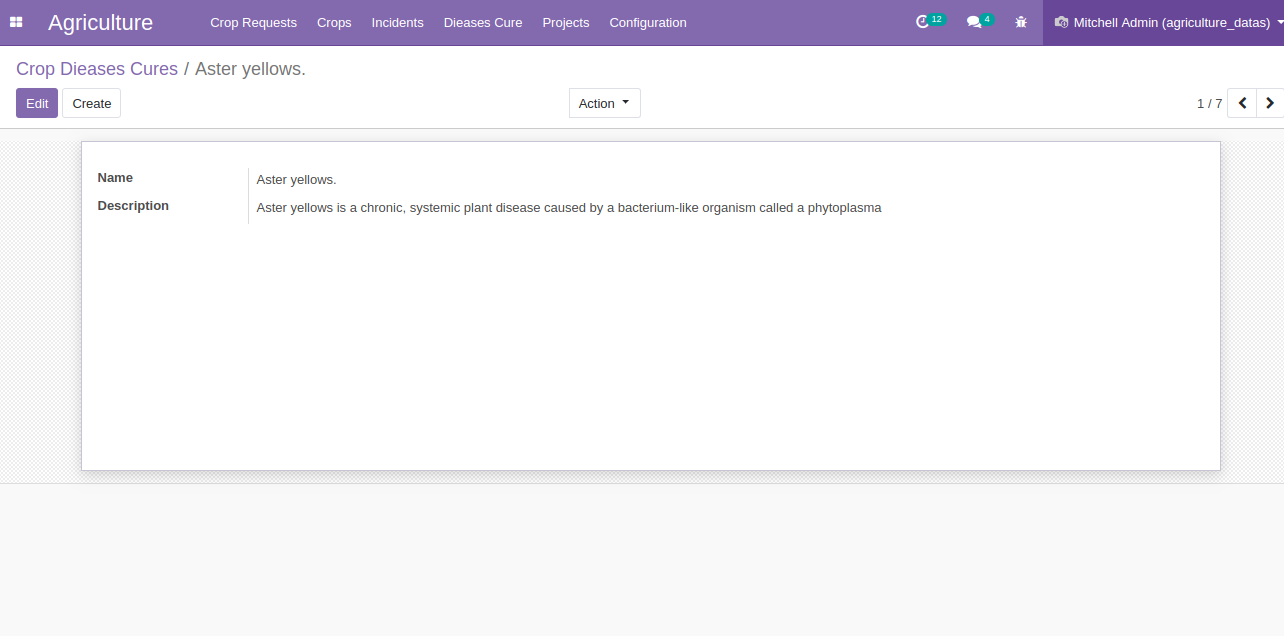 Agriculture Crop Requests Crops Incidents Dieases Cure Projects Configuration 12 4 Mitchell Admin (agriculture_datas)
Crop Dieases Cures / Aster yellows.
Edit Create Action 1 / 7
Name Aster yellows.
Description Aster yellows is a chronic, systemic plant disease caused by a bacterium-like organism called a phytoplasma